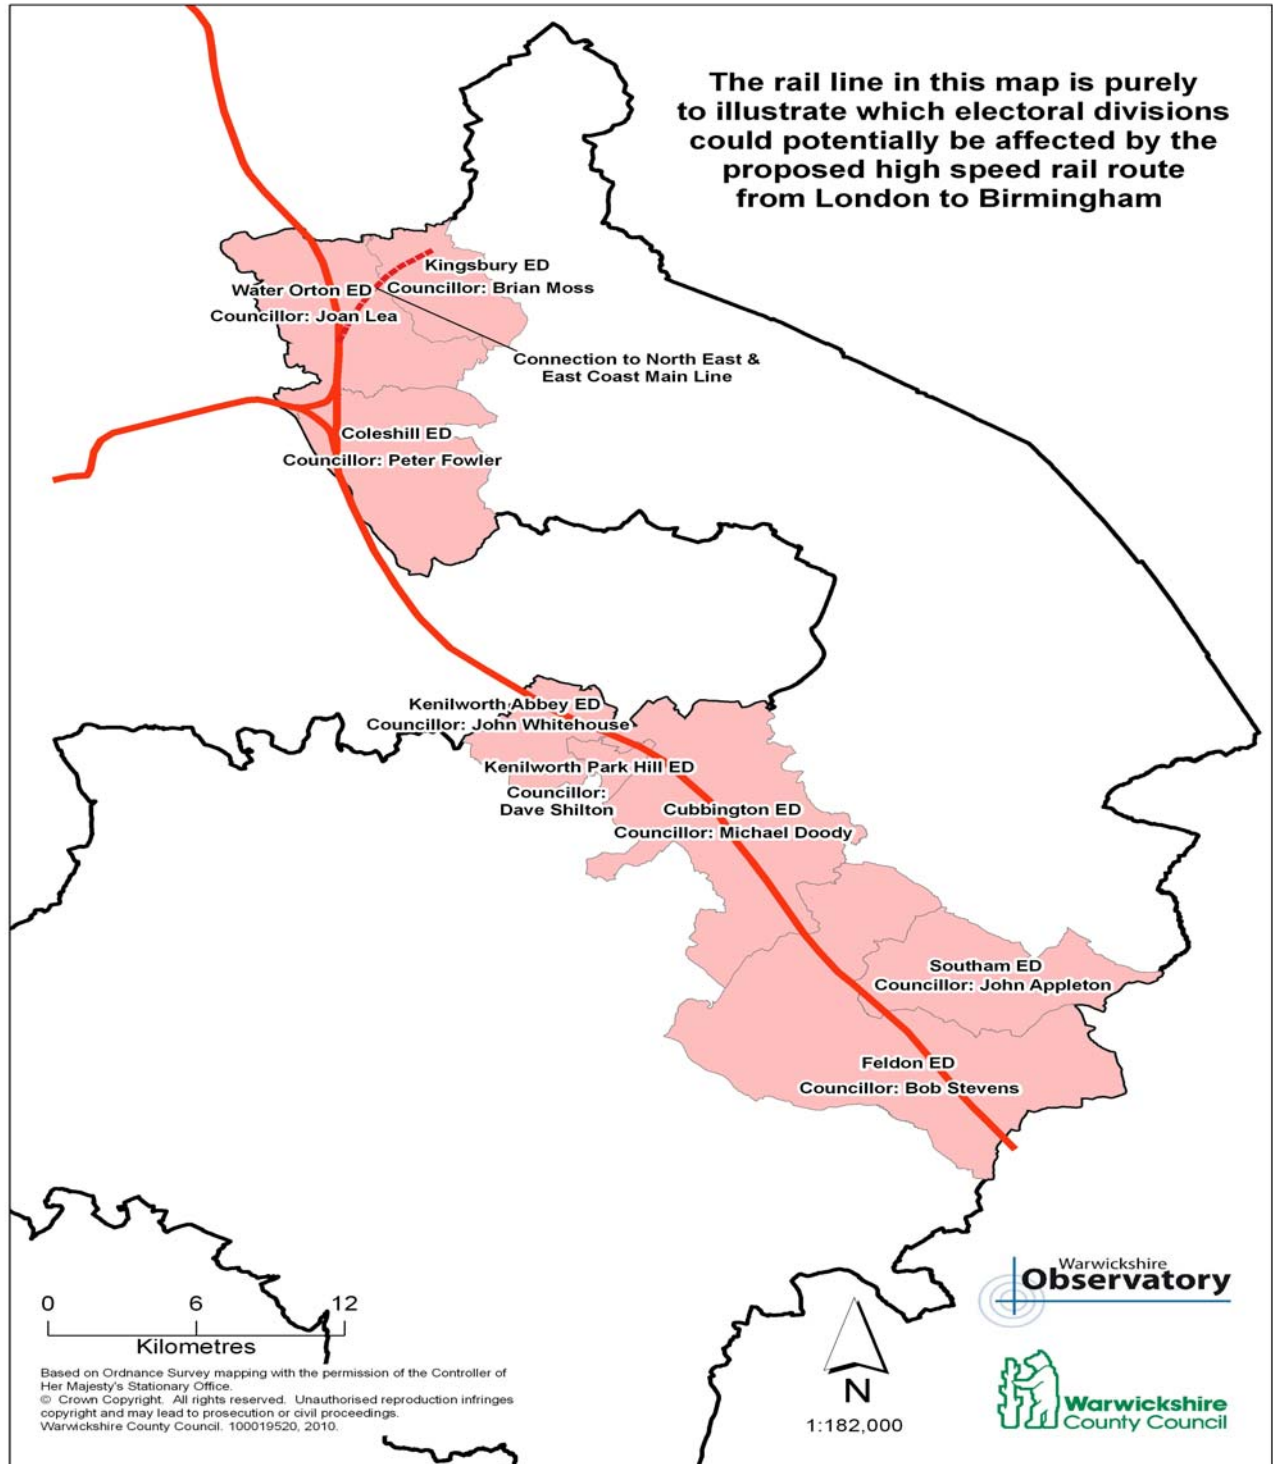 The rail line in this map is purely
to illustrate which electoral divisions
could potentially be affected by the
proposed high speed rail route
from London to Birmingham
Kingsbury ED
Councillor: Brian Moss
Water Orton ED
Councillor: Joan Lea
Connection to North East &
East Coast Main Line
Coleshill ED
Councillor: Peter Fowler
Kenilworth Abbey ED
Councillor: John Whitehouse
Kenilworth Park Hill ED
Councillor:
Dave Shilton
Cubbington ED
Councillor: Michael Doody
Southam ED
Councillor: John Appleton
Feldon ED
Councillor: Bob Stevens
Warwickshire
Observatory
0 6 12
Kilometres
Based on Ordnance Survey mapping with the permission of the Controller of
Her Majesty's Stationary Office.
© Crown Copyright. All rights reserved. Unauthorised reproduction infringes
copyright and may lead to prosecution or civil proceedings.
Warwickshire County Council. 100019520, 2010.
N
1:182,000
Warwickshire
County Council